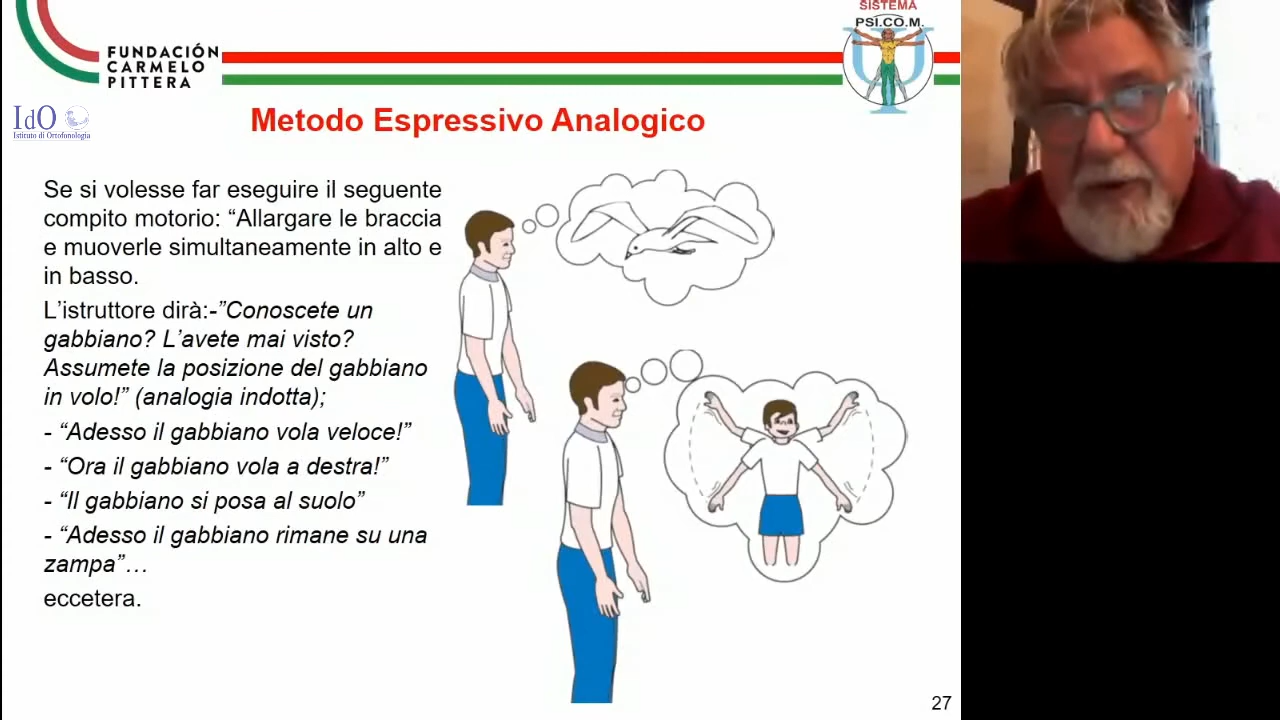 SISTEMA
PSI.CO.M.
FUNDACIÓN
CARMELO
PITTERA
IdO
Istituto di Ortofonologia
Metodo Espressivo Analogico
Se si volesse far eseguire il seguente
compito motorio: “Allargare le braccia
e muoverle simultaneamente in alto e
in basso.
L’istruttore dirà:-”Conoscete un
gabbiano? L’avete mai visto?
Assumete la posizione del gabbiano
in volo!” (analogia indotta);
- “Adesso il gabbiano vola veloce!”
- “Ora il gabbiano vola a destra!”
- “Il gabbiano si posa al suolo”
- “Adesso il gabbiano rimane su una
zampa”…
eccetera.
27